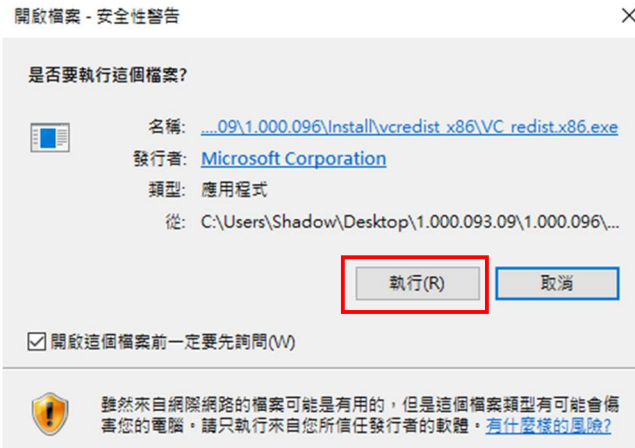 開啟檔案 - 安全性警告
是否要執行這個檔案?
名稱: ....09\1.000.096\Install\vcredist_x86\VC_redist.x86.exe
發行者: Microsoft Corporation
類型: 應用程式
從: C:\Users\Shadow\Desktop\1.000.093.09\1.000.096\...
執行(R)
取消
開啟這個檔案前一定要先詢問(W)
雖然來自網際網路的檔案可能是有用的，但是這個檔案類型有可能會傷
害您的電腦。請只執行來自您所信任發行者的軟體。有什麼樣的風險?